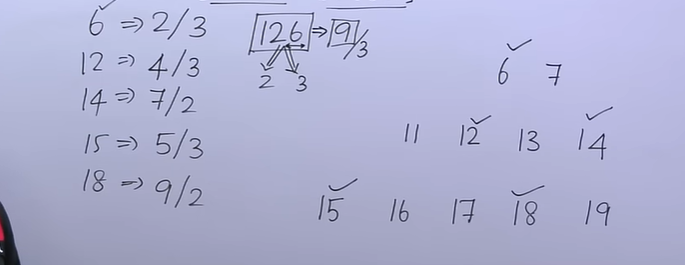 6 => 2/3
12 => 4/3
14 => 7/2
15 => 5/3
18 => 9/2
126 => 9/3
2 3
6 7
11 12 13 14
15 16 17 18 19